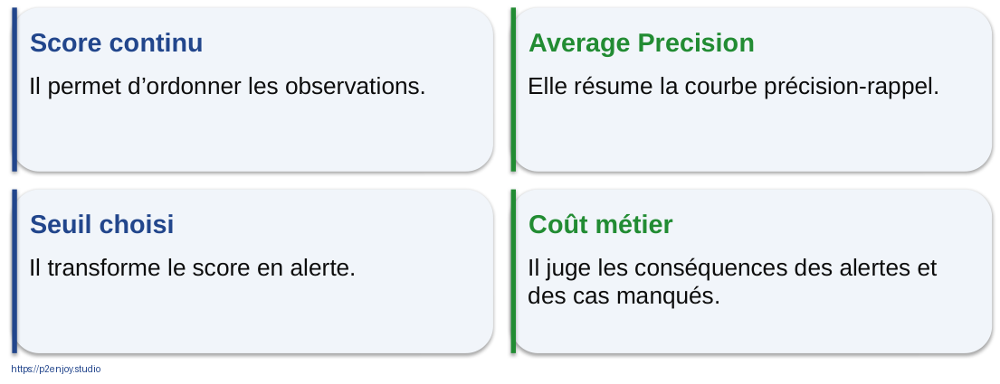 Score continu
Il permet d’ordonner les observations.
Average Precision
Elle résume la courbe précision-rappel.
Seuil choisi
Il transforme le score en alerte.
Coût métier
Il juge les conséquences des alertes et
des cas manqués.
https://p2enjoy.studio